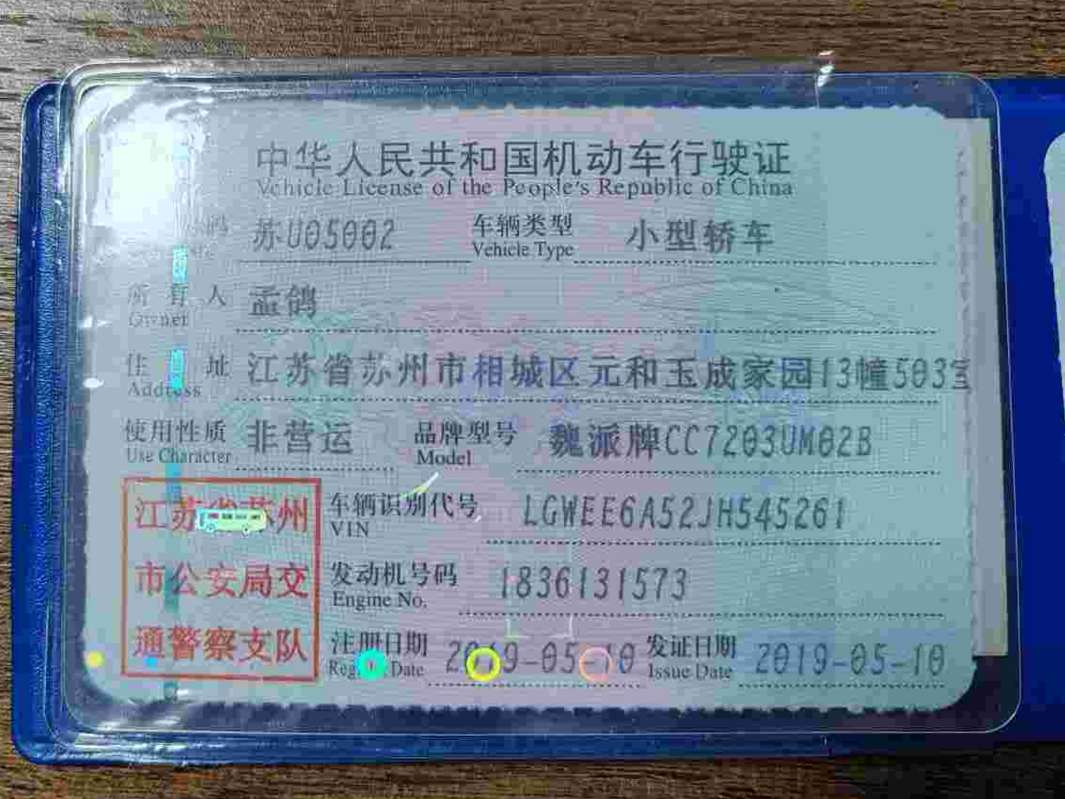 中华人民共和国机动车行驶证
Vehicle License of the People's Republic of China
码 苏U05002 车辆类型 小型轿车
Vehicle Type
所有人 孟鸽
Owner
住址 江苏省苏州市相城区元和玉成家园13幢503室
Address
使用性质 非营运 品牌型号 魏派牌CC7203UM02B
Use Character Model
江苏省苏州 车辆识别代号 LGWEE6A52JH545261
VIN
市公安局交 发动机号码 1836131573
Engine No.
通警察支队 注册日期 2019-05-10 发证日期 2019-05-10
Date Issue Date